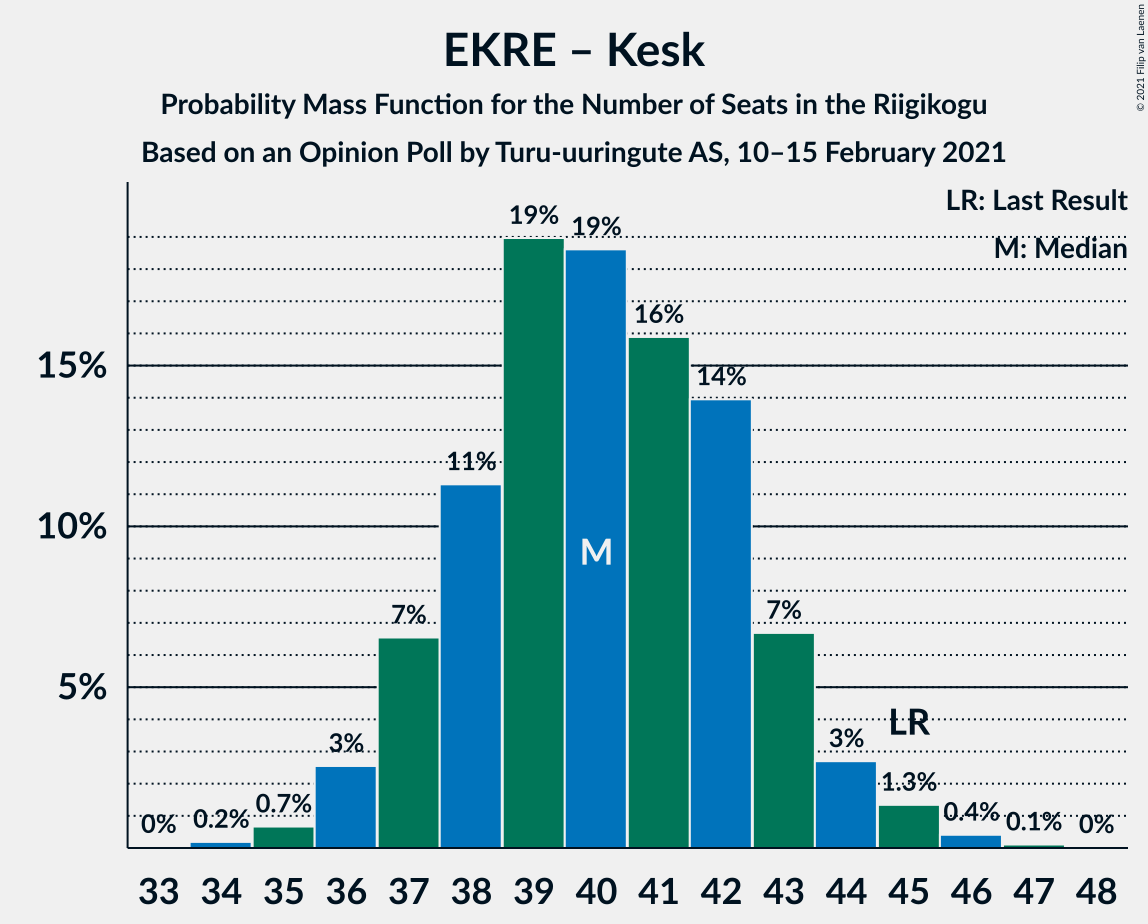 EKRE – Kesk
Probability Mass Function for the Number of Seats in the Riigikogu
Based on an Opinion Poll by Turu-uuringute AS, 10–15 February 2021
© 2021 Filip van Laenen
LR: Last Result
M: Median
15%
10%
5%
0%
0.2%
0.7%
3%
7%
11%
19%
19%
16%
14%
7%
3%
1.3%
0.4%
0.1%
0%
M
LR
33 34 35 36 37 38 39 40 41 42 43 44 45 46 47 48